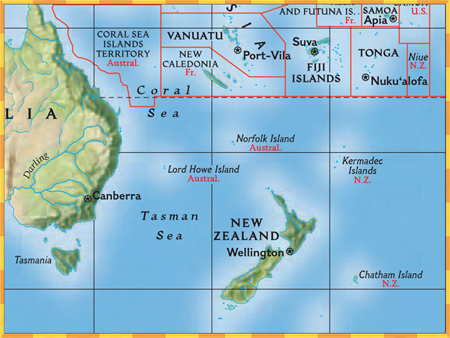 S
I
A
AND FUTUNA IS.
Fr.
SAMOA
Apia
U.S.
CORAL SEA
ISLANDS
TERRITORY
Austral.
VANUATU
Port-Vila
NEW
CALEDONIA
Fr.
Suva
FIJI
ISLANDS
TONGA
Niue
N.Z.
Nukuʻalofa
Coral
Sea
LIA
Darling
Norfolk Island
Austral.
Lord Howe Island
Austral.
Kermadec
Islands
N.Z.
Canberra
Tasman
Sea
NEW
ZEALAND
Wellington
Tasmania
Chatham Island
N.Z.